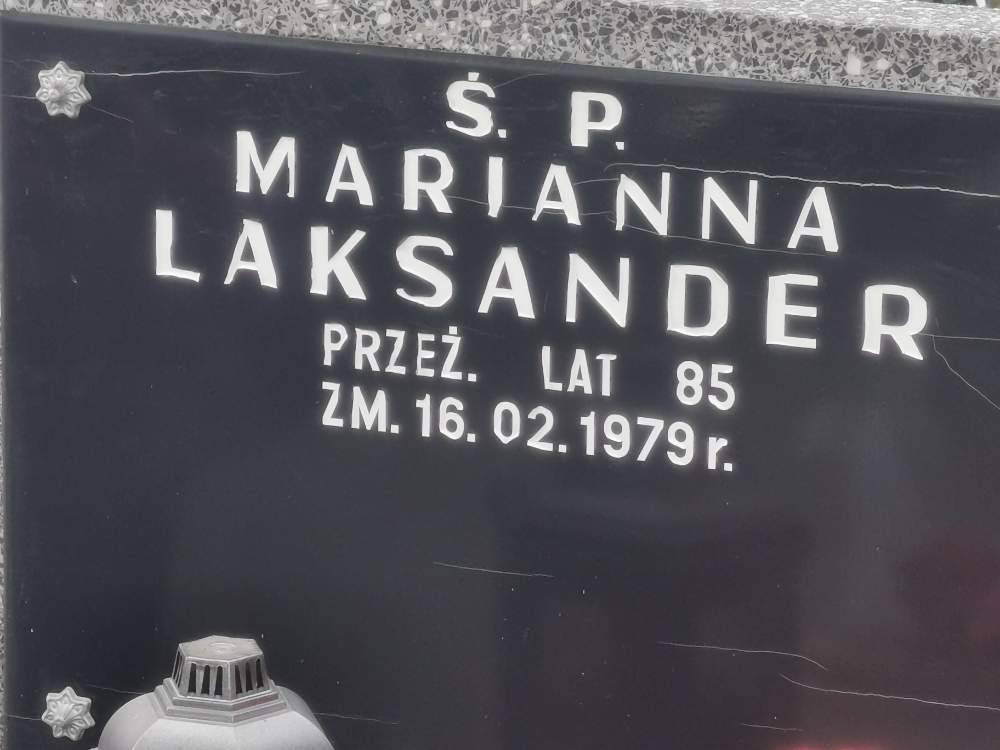 Ś. P.
MARIANNA
LAKSANDER
PRZEŻ. LAT 85
ZM. 16. 02. 1979 r.